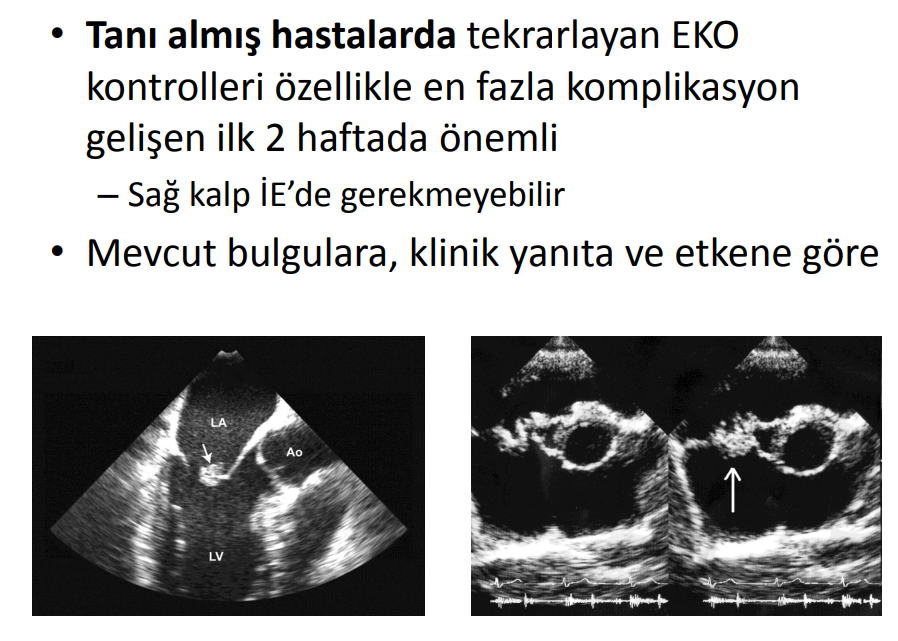 • Tanı almış hastalarda tekrarlayan EKO
kontrolleri özellikle en fazla komplikasyon
gelişen ilk 2 haftada önemli
– Sağ kalp İE’de gerekmeyebilir
• Mevcut bulgulara, klinik yanıta ve etkene göre
LA
Ao
LV